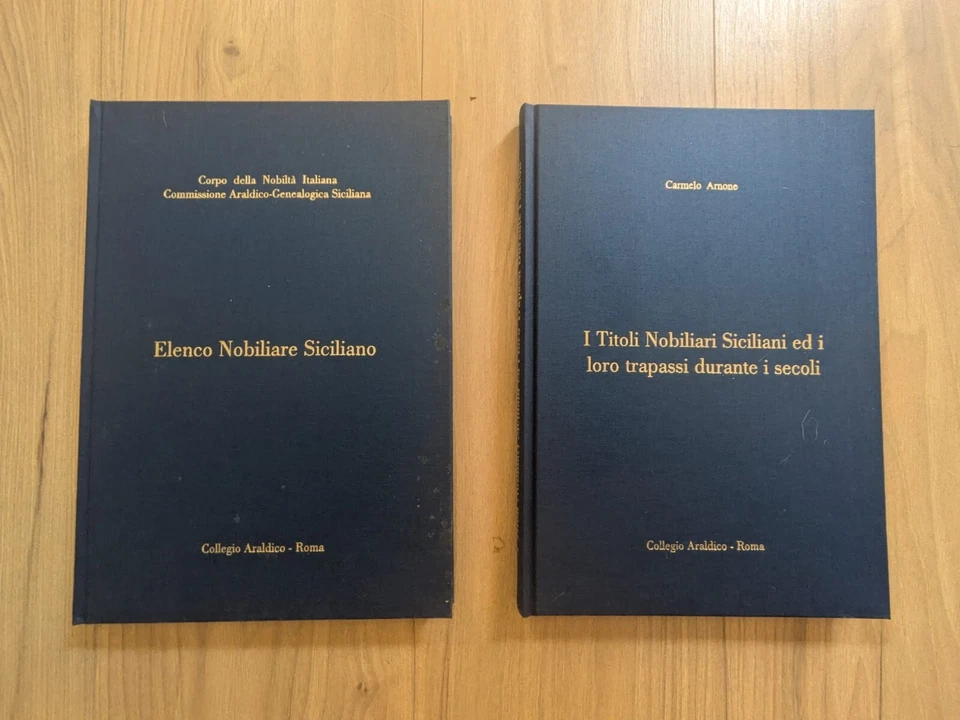 Corpo della Nobiltà Italiana
Commissione Araldico-Genealogica Siciliana
Elenco Nobiliare Siciliano
Collegio Araldico - Roma
Carmelo Arnone
I Titoli Nobiliari Siciliani ed i
loro trapassi durante i secoli
Collegio Araldico - Roma